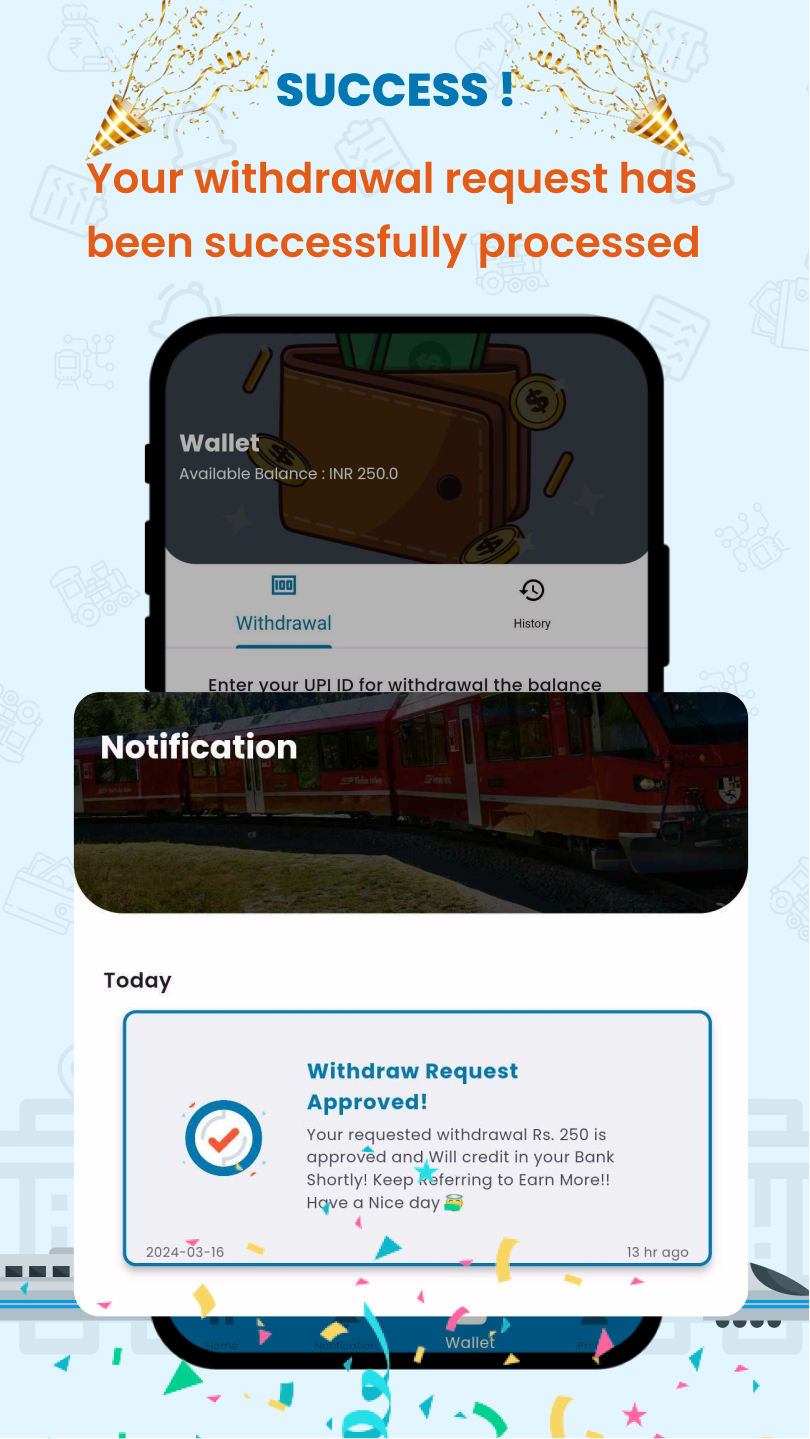 SUCCESS !
Your withdrawal request has
been successfully processed
Wallet
Available Balance : INR 250.0
100
Withdrawal
History
Enter your UPI ID for withdrawal the balance
Notification
Today
Withdraw Request
Approved!
Your requested withdrawal Rs. 250 is
approved and Will credit in your Bank
Shortly! Keep Referring to Earn More!!
Have a Nice day
2024-03-16
13 hr ago
Home
Notification
Wallet